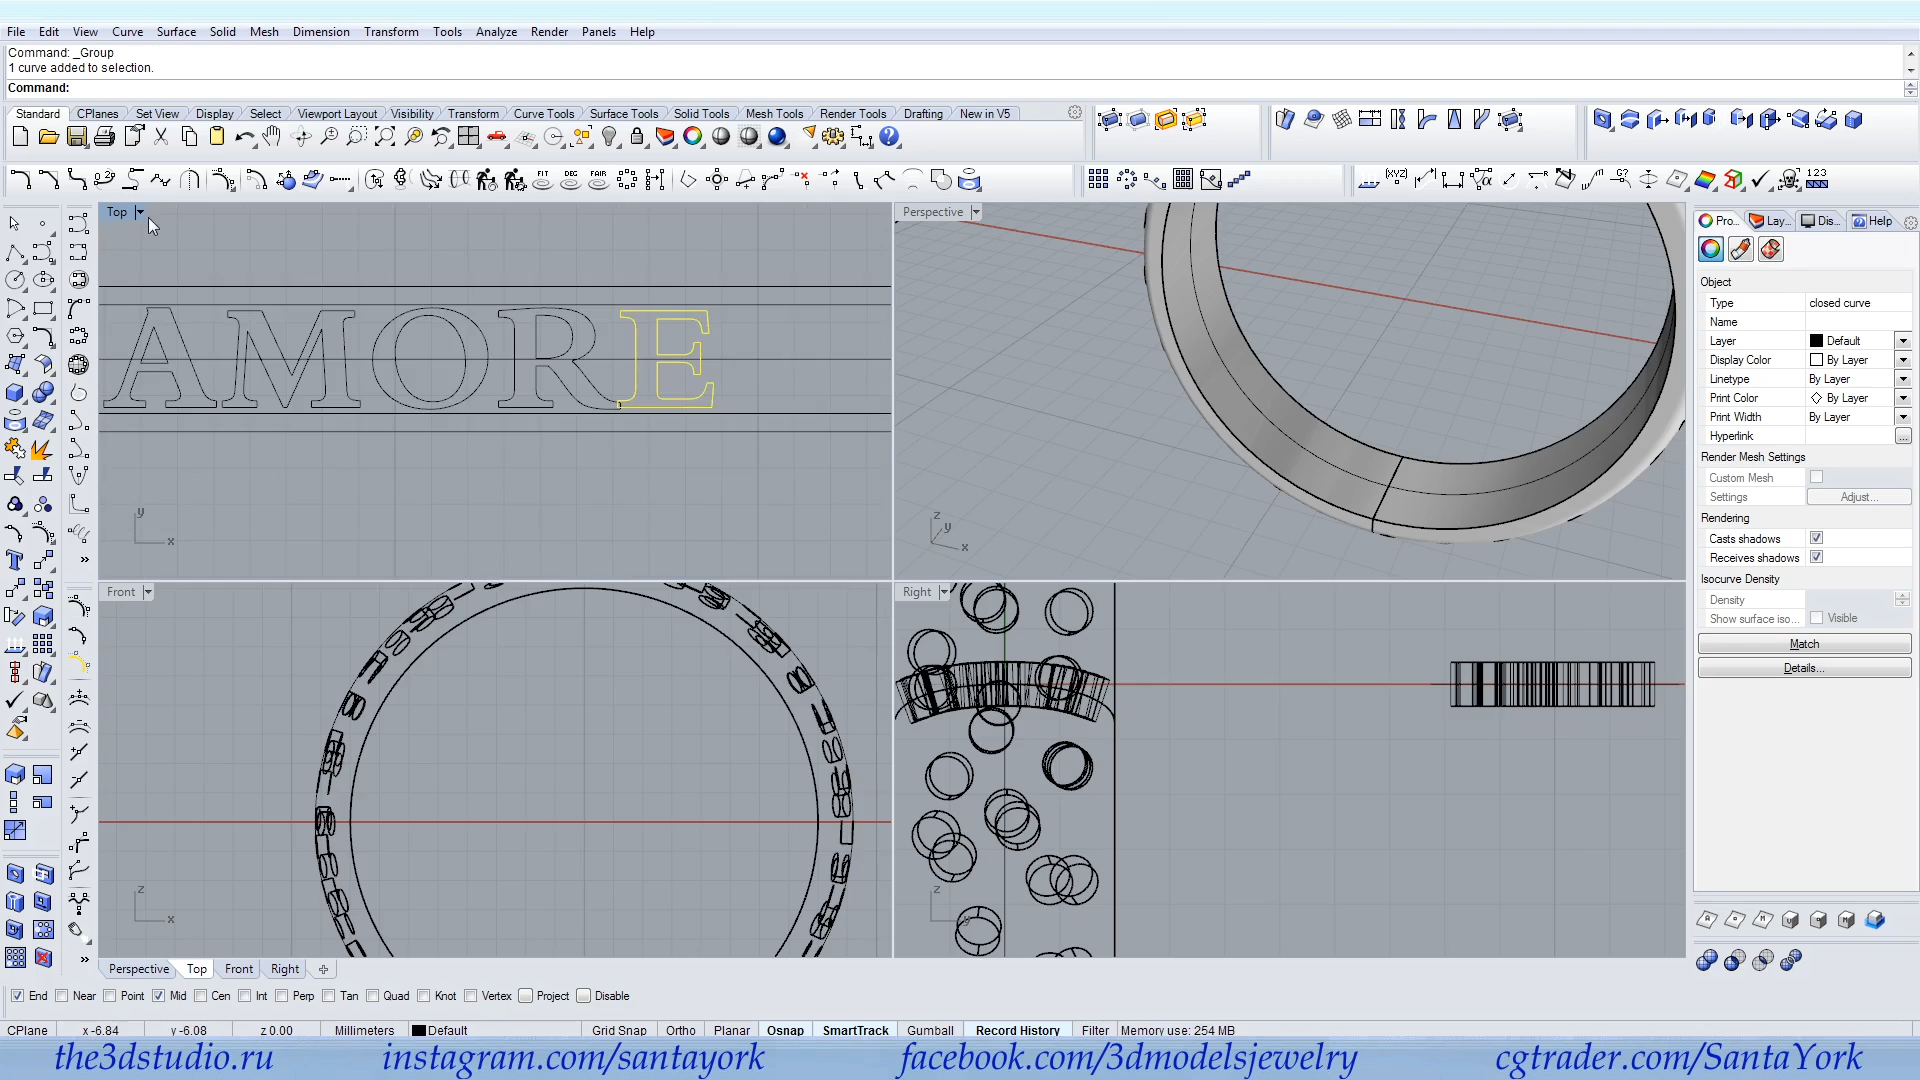 File Edit View Curve Surface Solid Mesh Dimension Transform Tools Analyze Render Panels Help
Command: _Group
1 curve added to selection.
Command:
Standard CPlanes Set View Display Select Viewport Layout Visibility Transform Curve Tools Surface Tools Solid Tools Mesh Tools Render Tools Drafting New in V5
FIT DEG FAIR
XYZ
G?
123
Top
Perspective
Pro... Lay... Dis... Help
AMORE
Object
Type closed curve
Name
Layer Default
Display Color By Layer
Linetype By Layer
Print Color By Layer
Print Width By Layer
Hyperlink ...
Render Mesh Settings
Custom Mesh
Settings Adjust...
Rendering
Casts shadows
Receives shadows
Isocurve Density
Density
Show surface iso... Visible
Match
Details...
y
x
z
y
x
Front
Right
z
x
z
y
Perspective Top Front Right
End Near Point Mid Cen Int Perp Tan Quad Knot Vertex Project Disable
CPlane x -6.84 y -6.08 z 0.00 Millimeters Default Grid Snap Ortho Planar Osnap SmartTrack Gumball Record History Filter Memory use: 254 MB
the3dstudio.ru instagram.com/santayork facebook.com/3dmodelsjewelry cgtrader.com/SantaYork